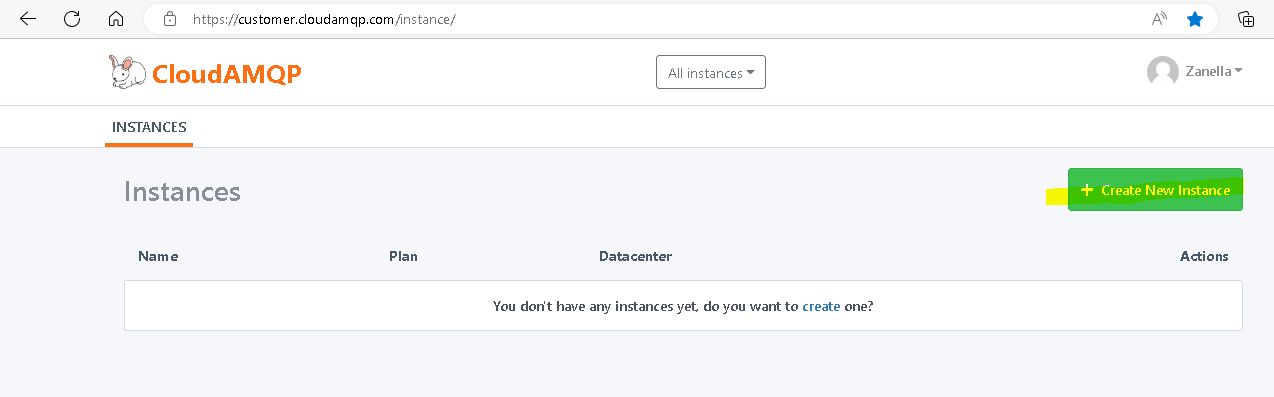 https://customer.cloudamqp.com/instance/
CloudAMQP
All instances
Zanella
INSTANCES
Instances
+ Create New Instance
Name Plan Datacenter Actions
You don't have any instances yet, do you want to create one?